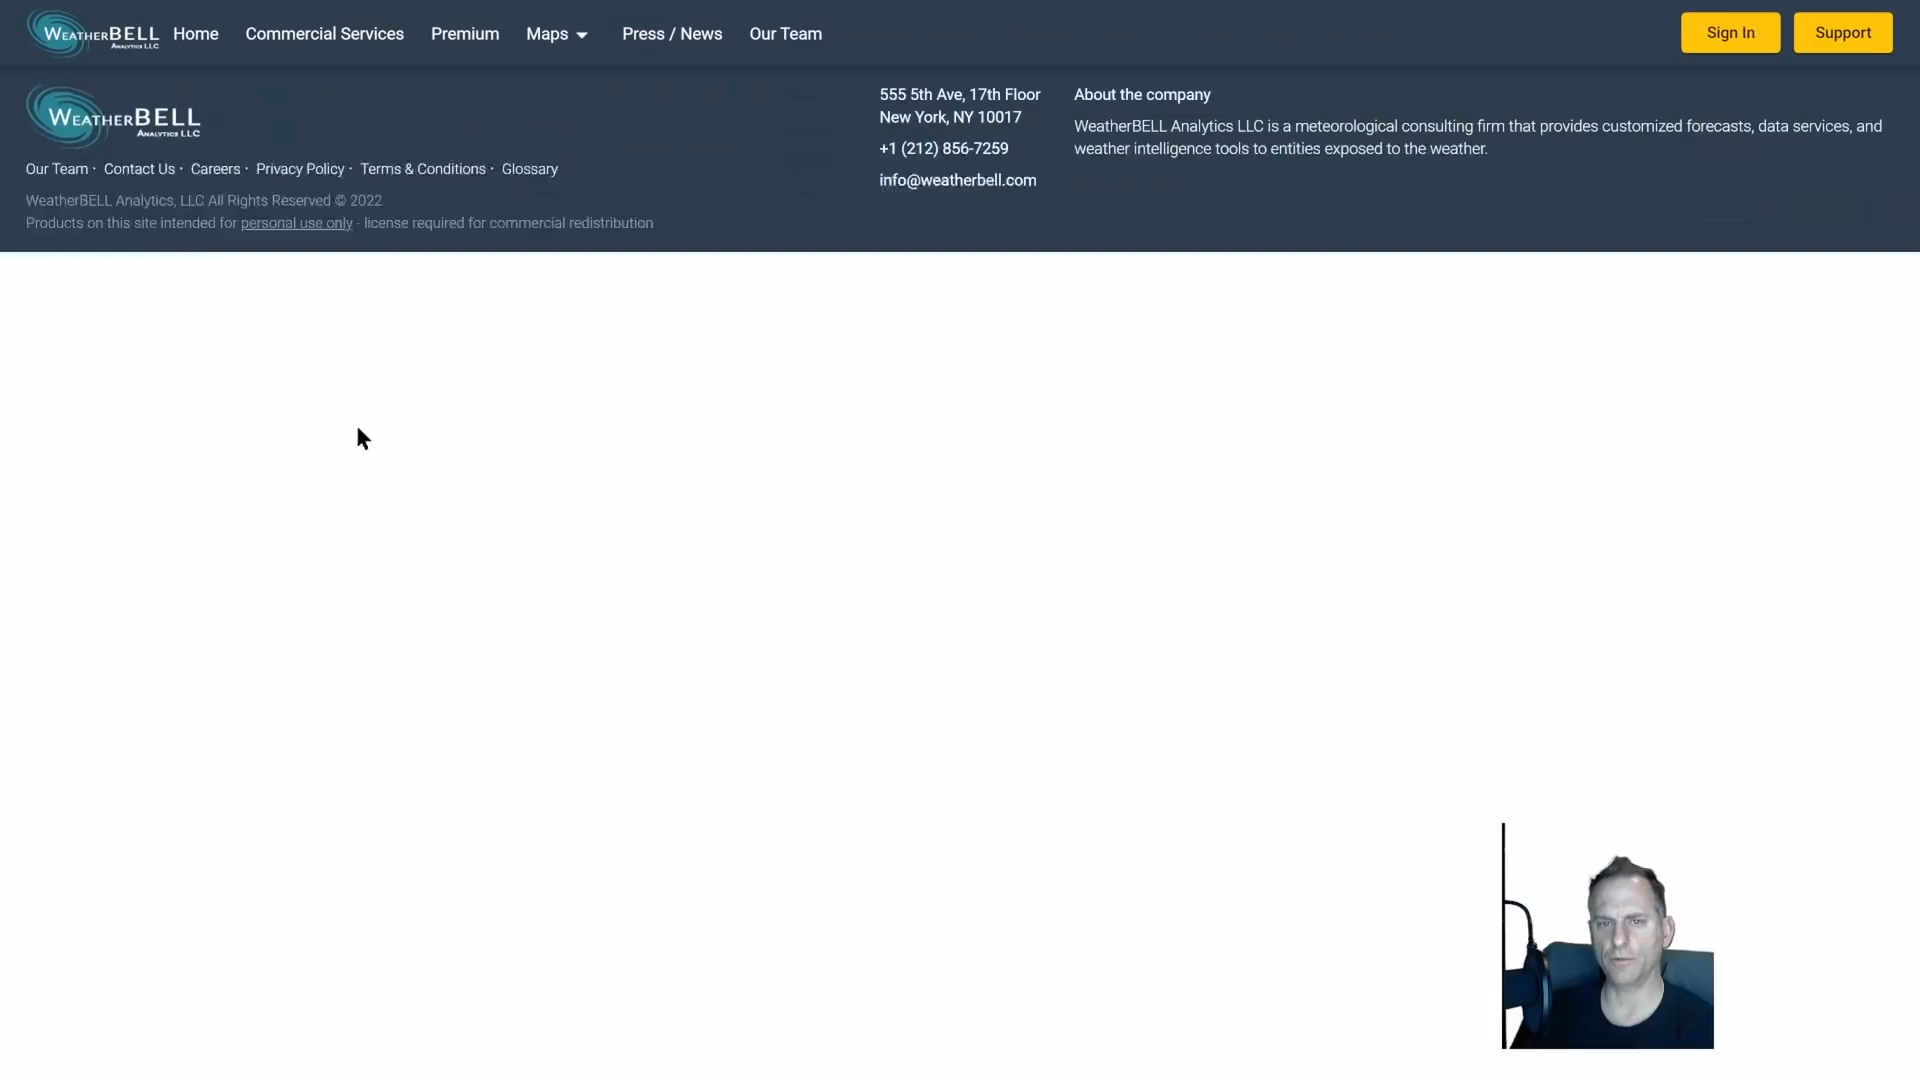 WEATHERBELL
ANALYTICS LLC
Home
Commercial Services
Premium
Maps
Press / News
Our Team
Sign In
Support
WEATHERBELL
ANALYTICS LLC
Our Team · Contact Us · Careers · Privacy Policy · Terms & Conditions · Glossary
WeatherBELL Analytics, LLC All Rights Reserved © 2022
Products on this site intended for personal use only - license required for commercial redistribution
555 5th Ave, 17th Floor
New York, NY 10017
+1 (212) 856-7259
info@weatherbell.com
About the company
WeatherBELL Analytics LLC is a meteorological consulting firm that provides customized forecasts, data services, and
weather intelligence tools to entities exposed to the weather.